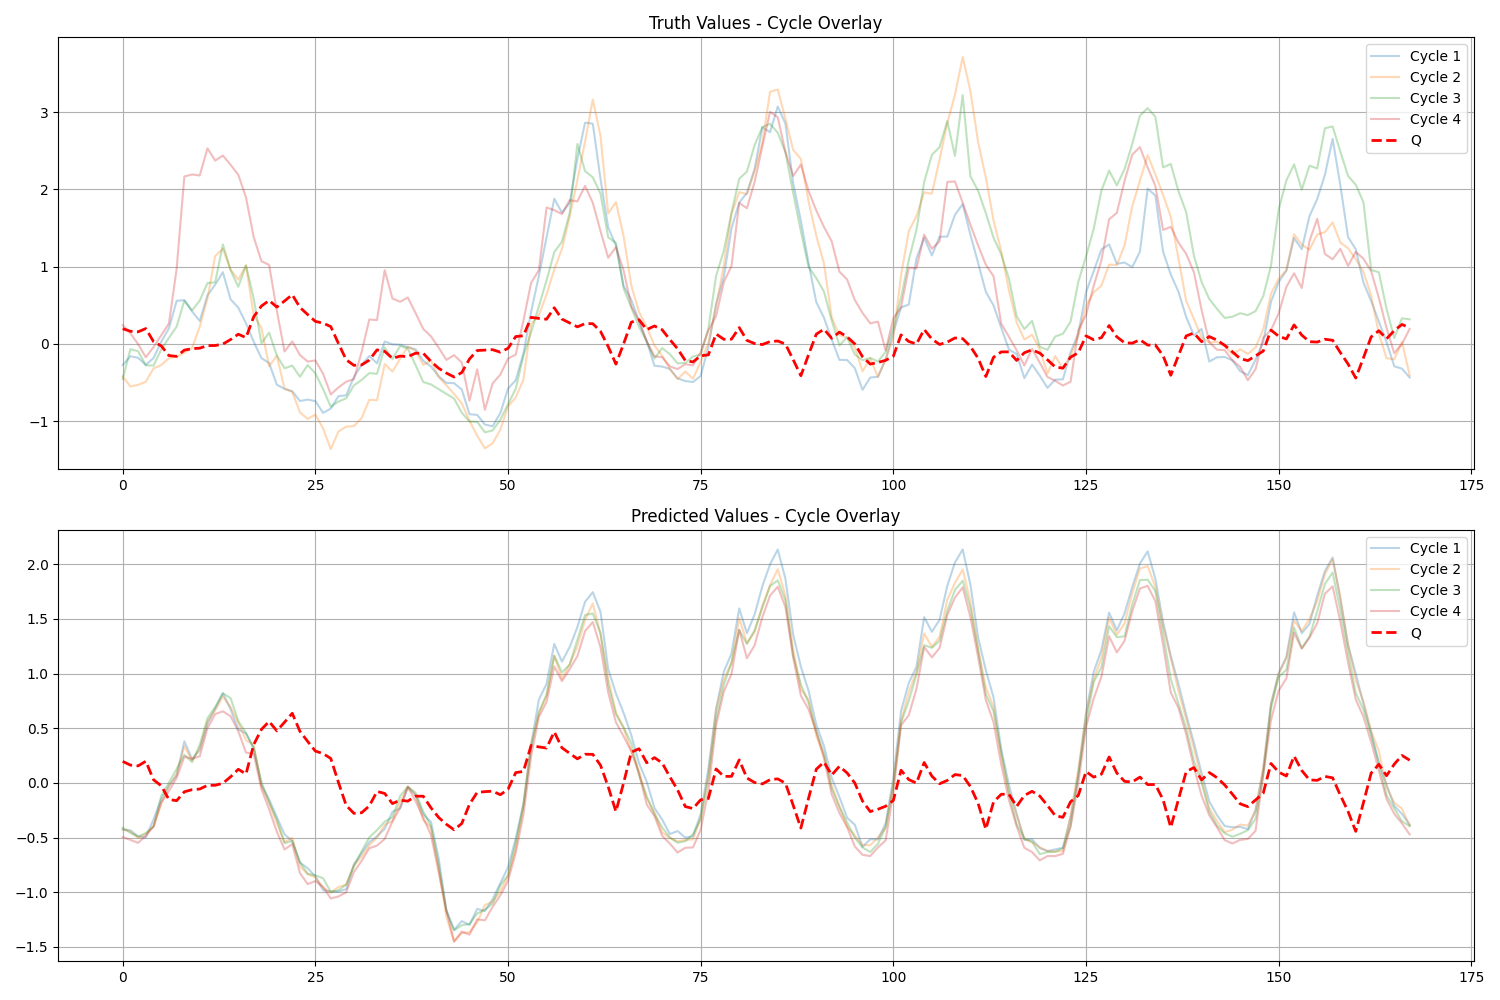 Truth Values - Cycle Overlay
Cycle 1
Cycle 2
Cycle 3
Cycle 4
Q
3
2
1
0
−1
0 25 50 75 100 125 150 175
Predicted Values - Cycle Overlay
Cycle 1
Cycle 2
Cycle 3
Cycle 4
Q
2.0
1.5
1.0
0.5
0.0
−0.5
−1.0
−1.5
0 25 50 75 100 125 150 175